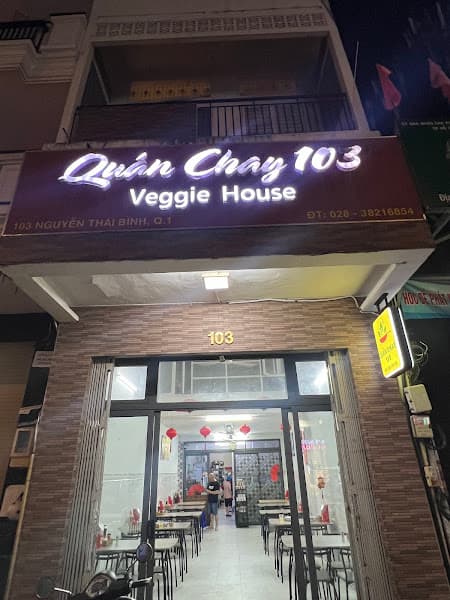 Quán Chay 103
Veggie House
103 NGUYỄN THÁI BÌNH, Q.1
ĐT: 028 - 38216854
103